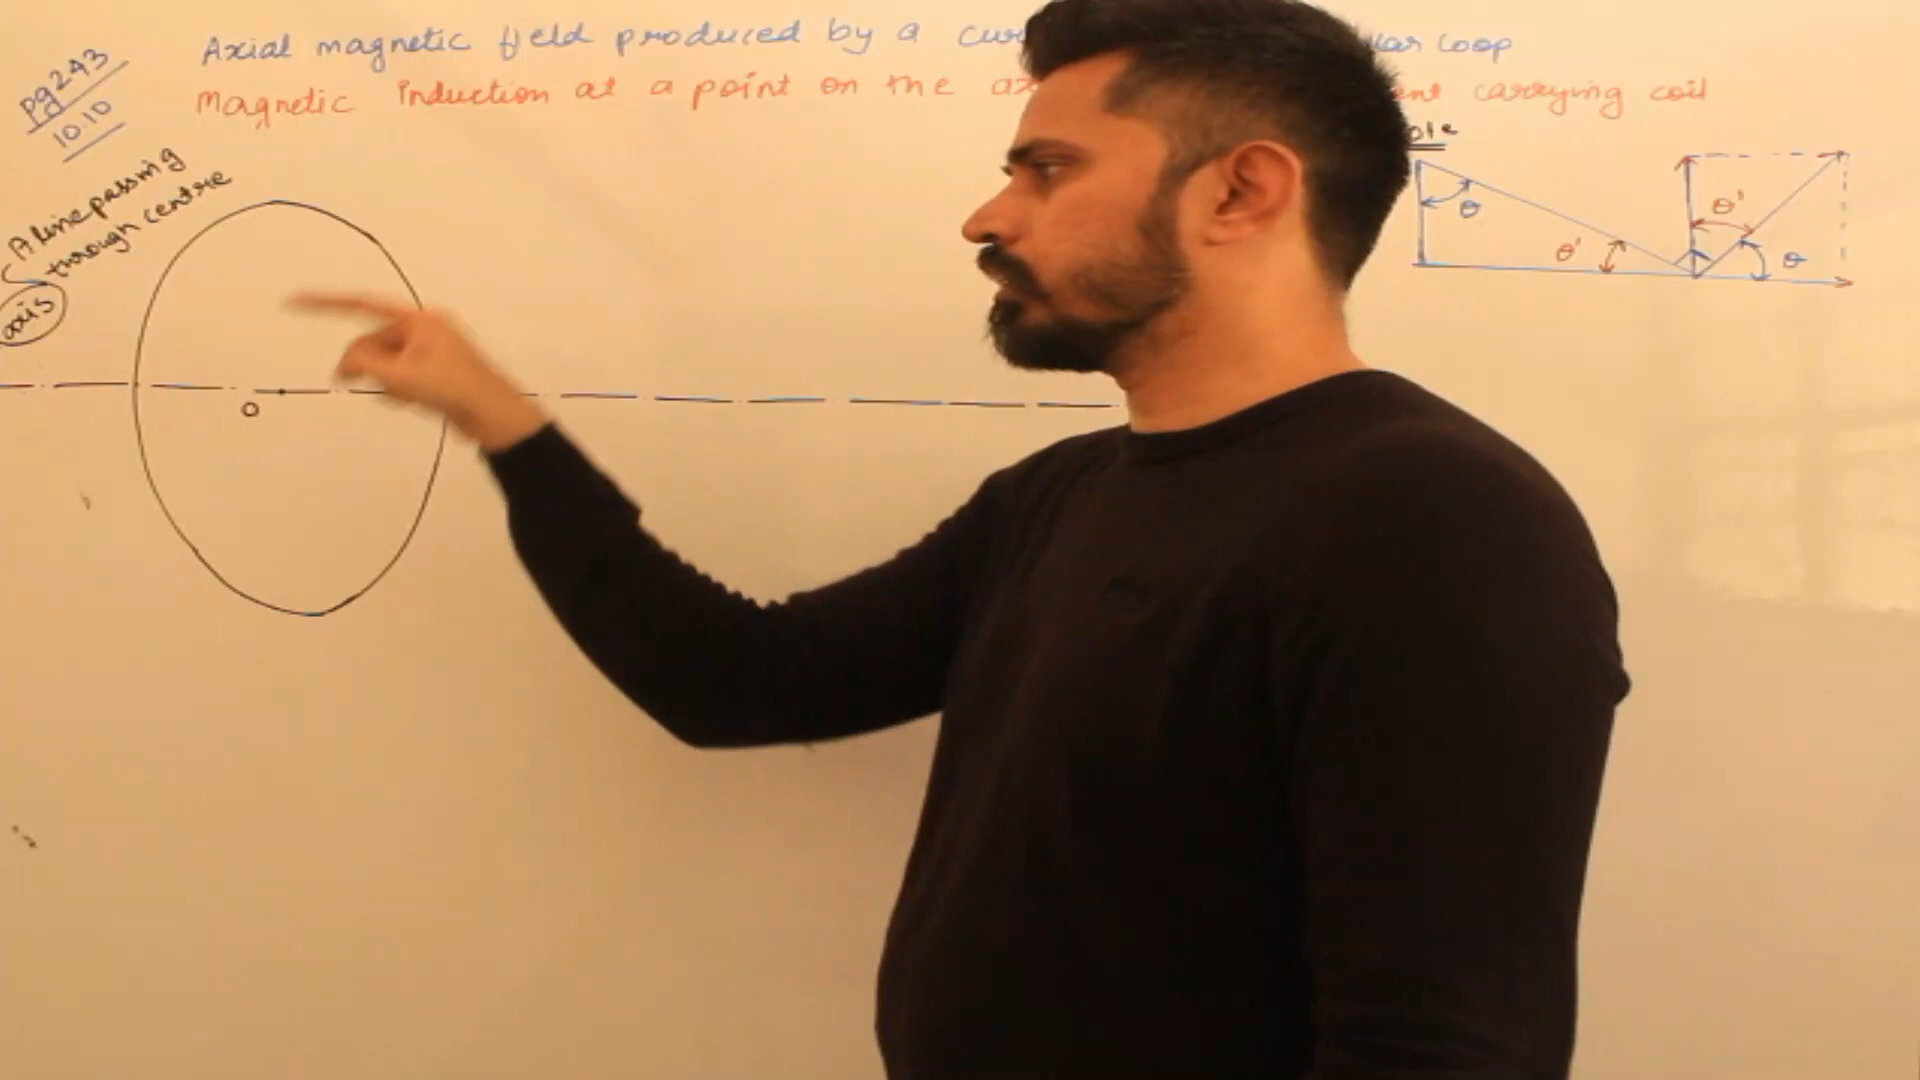 Axial magnetic field produced by a cur
lar loop
Magnetic induction at a point on the ax
ent carrying coil
pg 243
10.10
A line passing
through centre
axis
O
θ
θ'
θ'
θ